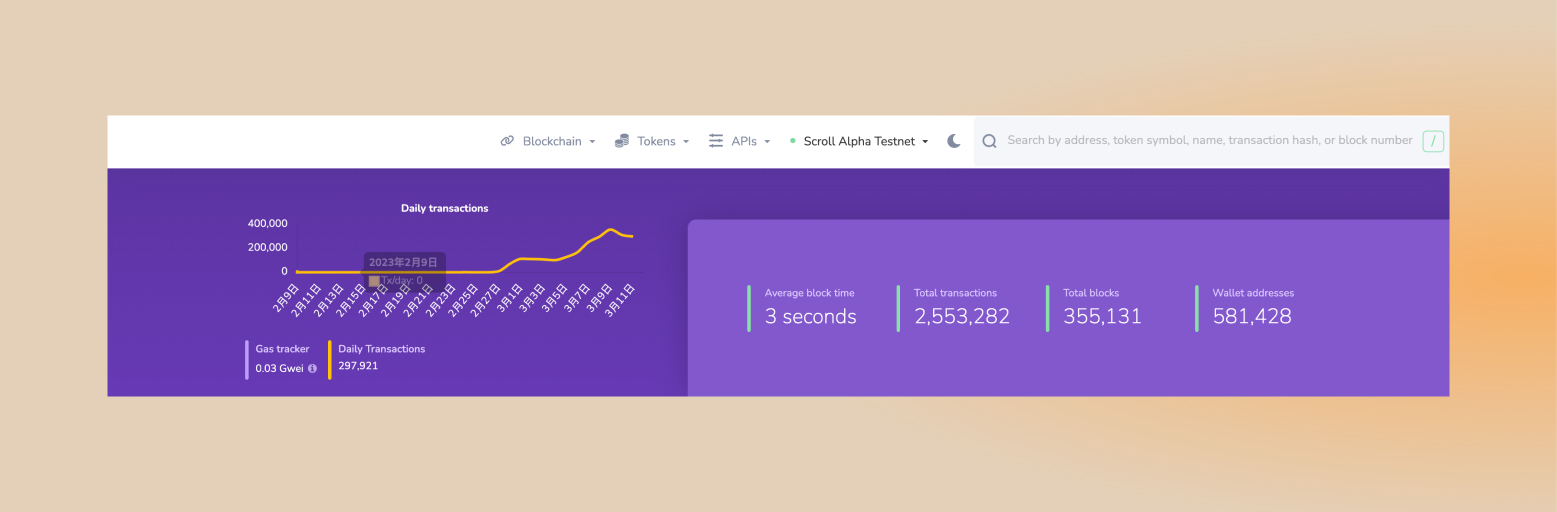 Blockchain
Tokens
APIs
Scroll Alpha Testnet
Search by address, token symbol, name, transaction hash, or block number
/
Daily transactions
400,000
200,000
0
2023年2月9日
Tx/day: 0
2月9日
2月11日
2月13日
2月15日
2月17日
2月19日
2月21日
2月23日
2月25日
2月27日
3月1日
3月3日
3月5日
3月7日
3月9日
3月11日
Gas tracker
0.03 Gwei
Daily Transactions
297,921
Average block time
3 seconds
Total transactions
2,553,282
Total blocks
355,131
Wallet addresses
581,428